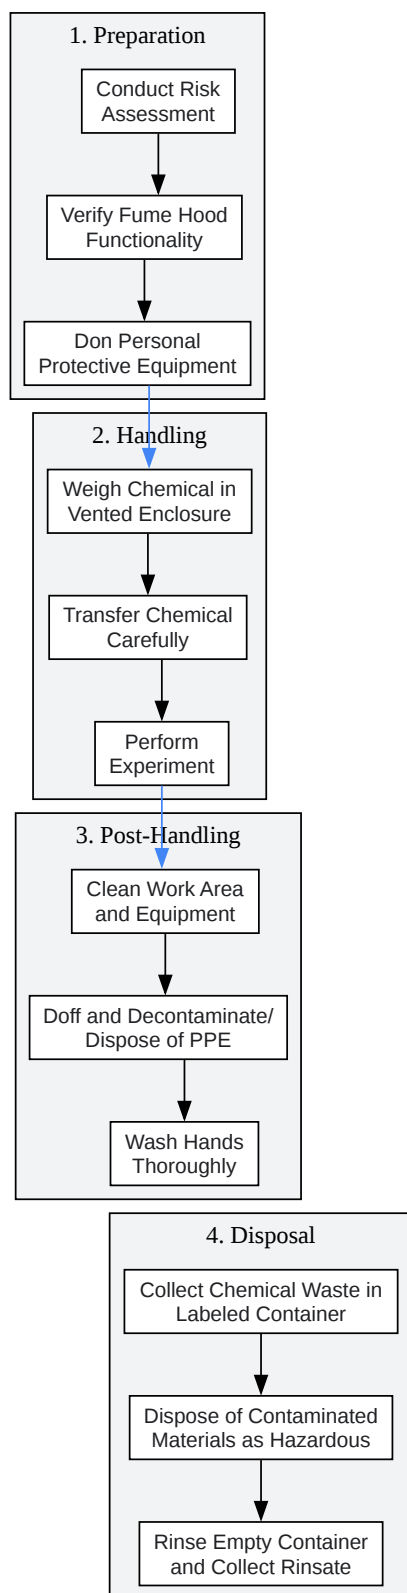 1. Preparation
Conduct Risk
Assessment
Verify Fume Hood
Functionality
Don Personal
Protective Equipment
2. Handling
Weigh Chemical in
Vented Enclosure
Transfer Chemical
Carefully
Perform
Experiment
3. Post-Handling
Clean Work Area
and Equipment
Doff and Decontaminate/
Dispose of PPE
Wash Hands
Thoroughly
4. Disposal
Collect Chemical Waste in
Labeled Container
Dispose of Contaminated
Materials as Hazardous
Rinse Empty Container
and Collect Rinsate